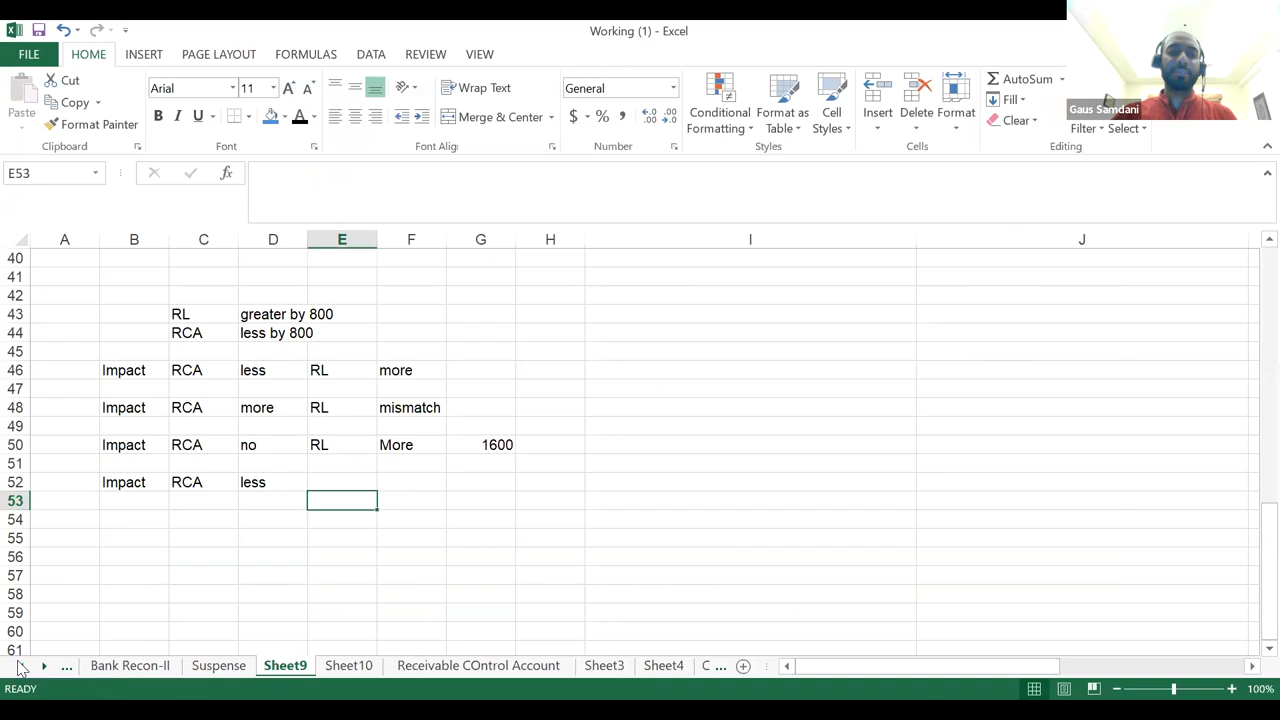 Working (1) - Excel
FILE HOME INSERT PAGE LAYOUT FORMULAS DATA REVIEW VIEW
Gaus Samdani
Paste
Cut
Copy
Format Painter
Clipboard
Arial 11
B I U A
Font
Wrap Text
Merge & Center
Font Align
General
$ % ,
Number
Conditional Formatting
Format as Table
Cell Styles
Styles
Insert
Delete
Format
Cells
AutoSum
Fill
Clear
Filter Select
Editing
E53 fx
A B C D E F G H I J
40
41
42
43 RL greater by 800
44 RCA less by 800
45
46 Impact RCA less RL more
47
48 Impact RCA more RL mismatch
49
50 Impact RCA no RL More 1600
51
52 Impact RCA less
53
54
55
56
57
58
59
60
61
... Bank Recon-II Suspense Sheet9 Sheet10 Receivable COntrol Account Sheet3 Sheet4 C ...
READY 100%